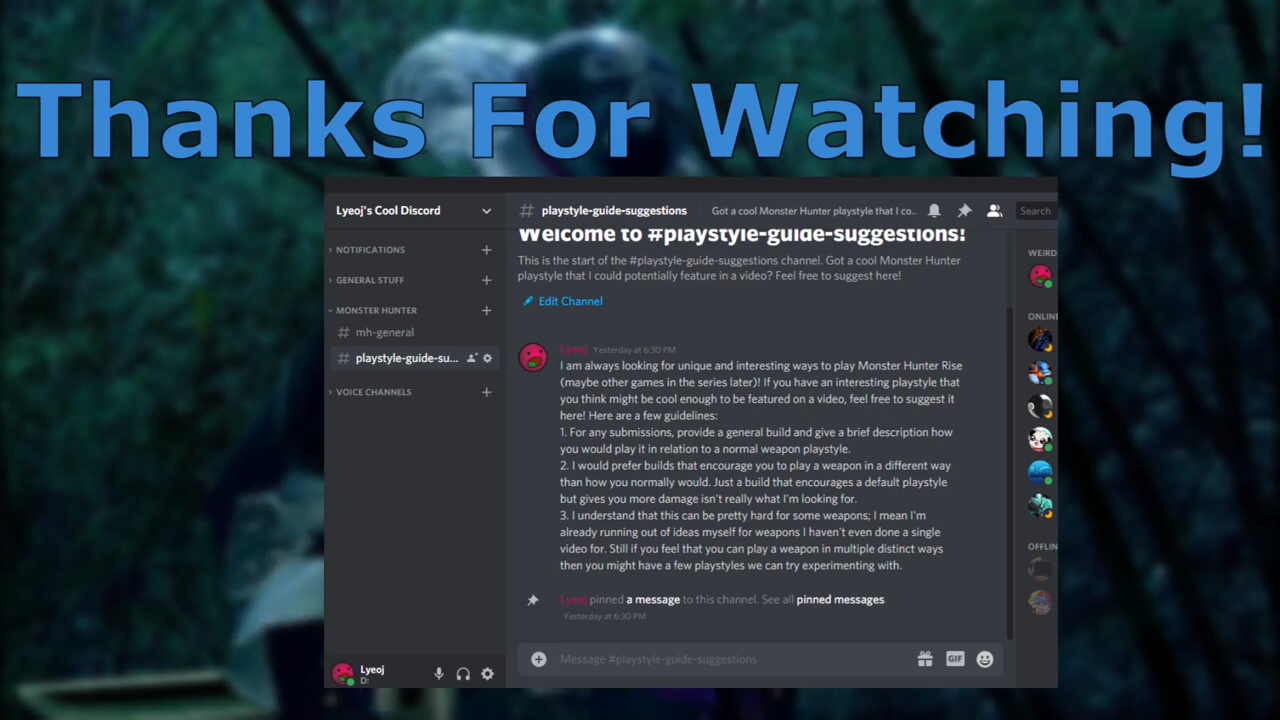 Thanks For Watching!
Lyeoj's Cool Discord
NOTIFICATIONS
GENERAL STUFF
MONSTER HUNTER
# mh-general
# playstyle-guide-su...
VOICE CHANNELS
Lyeoj
D:
# playstyle-guide-suggestions
Got a cool Monster Hunter playstyle that I co...
Search
Welcome to #playstyle-guide-suggestions!
This is the start of the #playstyle-guide-suggestions channel. Got a cool Monster Hunter
playstyle that I could potentially feature in a video? Feel free to suggest here!
Edit Channel
Lyeoj Yesterday at 6:30 PM
I am always looking for unique and interesting ways to play Monster Hunter Rise
(maybe other games in the series later)! If you have an interesting playstyle that
you think might be cool enough to be featured on a video, feel free to suggest it
here! Here are a few guidelines:
1. For any submissions, provide a general build and give a brief description how
you would play it in relation to a normal weapon playstyle.
2. I would prefer builds that encourage you to play a weapon in a different way
than how you normally would. Just a build that encourages a default playstyle
but gives you more damage isn't really what I'm looking for.
3. I understand that this can be pretty hard for some weapons; I mean I'm
already running out of ideas myself for weapons I haven't even done a single
video for. Still if you feel that you can play a weapon in multiple distinct ways
then you might have a few playstyles we can try experimenting with.
Lyeoj pinned a message to this channel. See all pinned messages.
Yesterday at 6:30 PM
Message #playstyle-guide-suggestions
GIF
WEIRD
ONLIN
OFFLIN